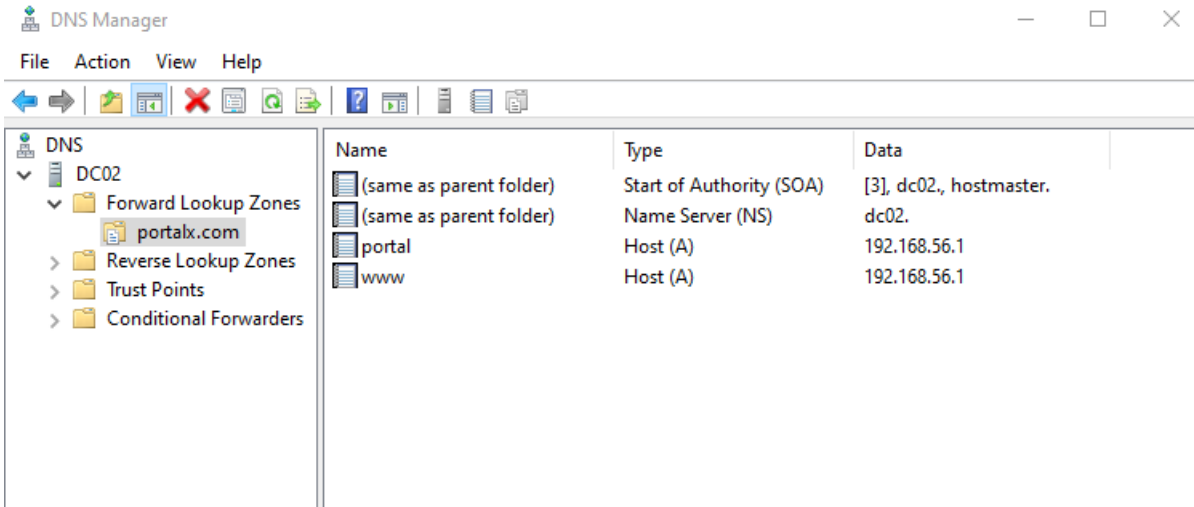 DNS Manager
File Action View Help
DNS
DC02
Forward Lookup Zones
portalx.com
Reverse Lookup Zones
Trust Points
Conditional Forwarders
Name Type Data
(same as parent folder) Start of Authority (SOA) [3], dc02., hostmaster.
(same as parent folder) Name Server (NS) dc02.
portal Host (A) 192.168.56.1
www Host (A) 192.168.56.1